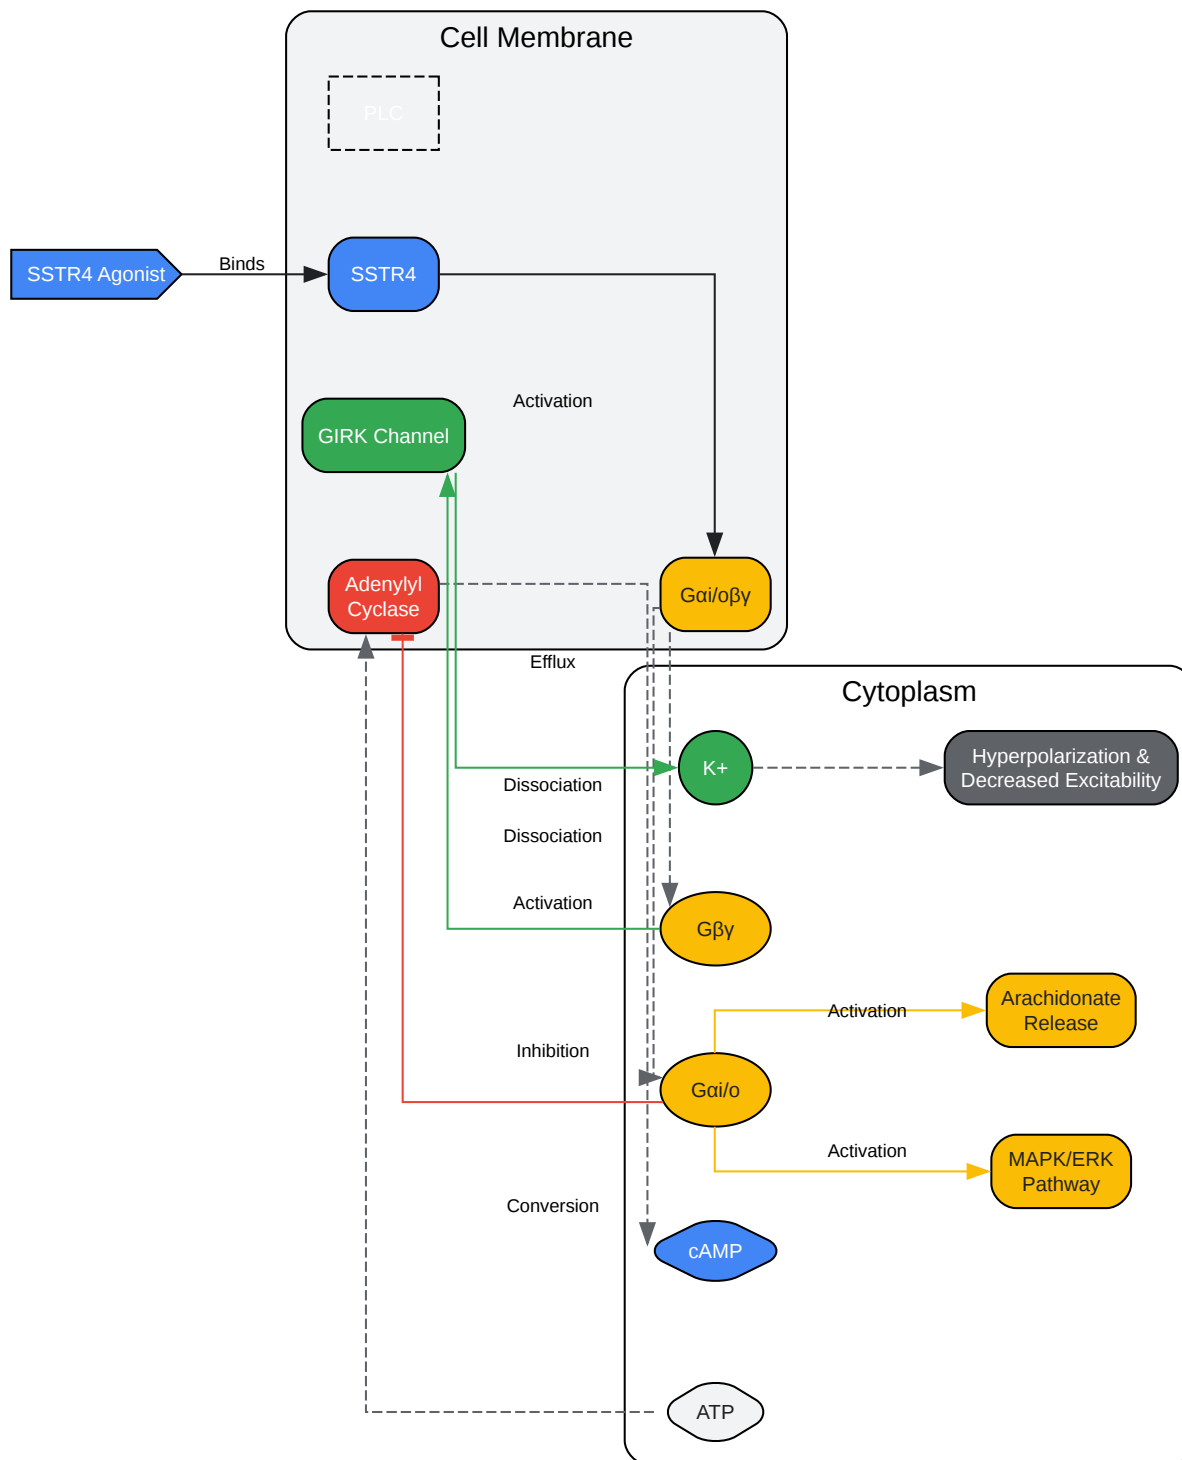 Cell Membrane
PLC
SSTR4 Agonist
Binds
SSTR4
Activation
GIRK Channel
Adenylyl
Cyclase
Gαi/oβγ
Efflux
Cytoplasm
K+
Hyperpolarization &
Decreased Excitability
Dissociation
Dissociation
Activation
Gβγ
Arachidonate
Release
Activation
Inhibition
Gαi/o
Activation
MAPK/ERK
Pathway
Conversion
cAMP
ATP